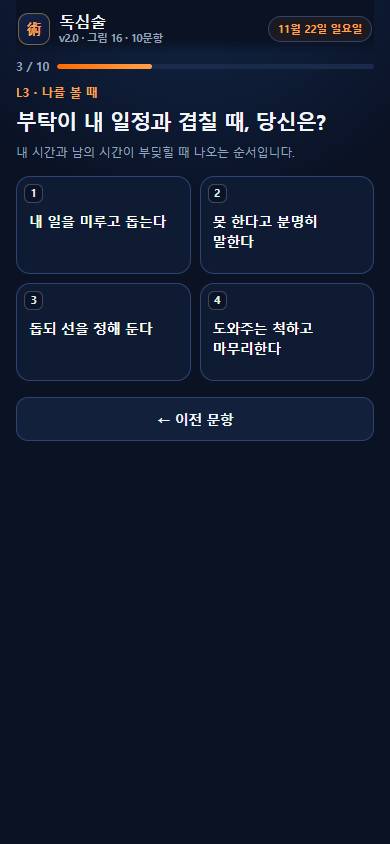 術
독심술
v2.0 · 그림 16 · 10문항
11월 22일 일요일
3 / 10
L3 · 나를 볼 때
부탁이 내 일정과 겹칠 때, 당신은?
내 시간과 남의 시간이 부딪힐 때 나오는 순서입니다.
1
내 일을 미루고 돕는다
2
못 한다고 분명히
말한다
3
돕되 선을 정해 둔다
4
도와주는 척하고
마무리한다
← 이전 문항